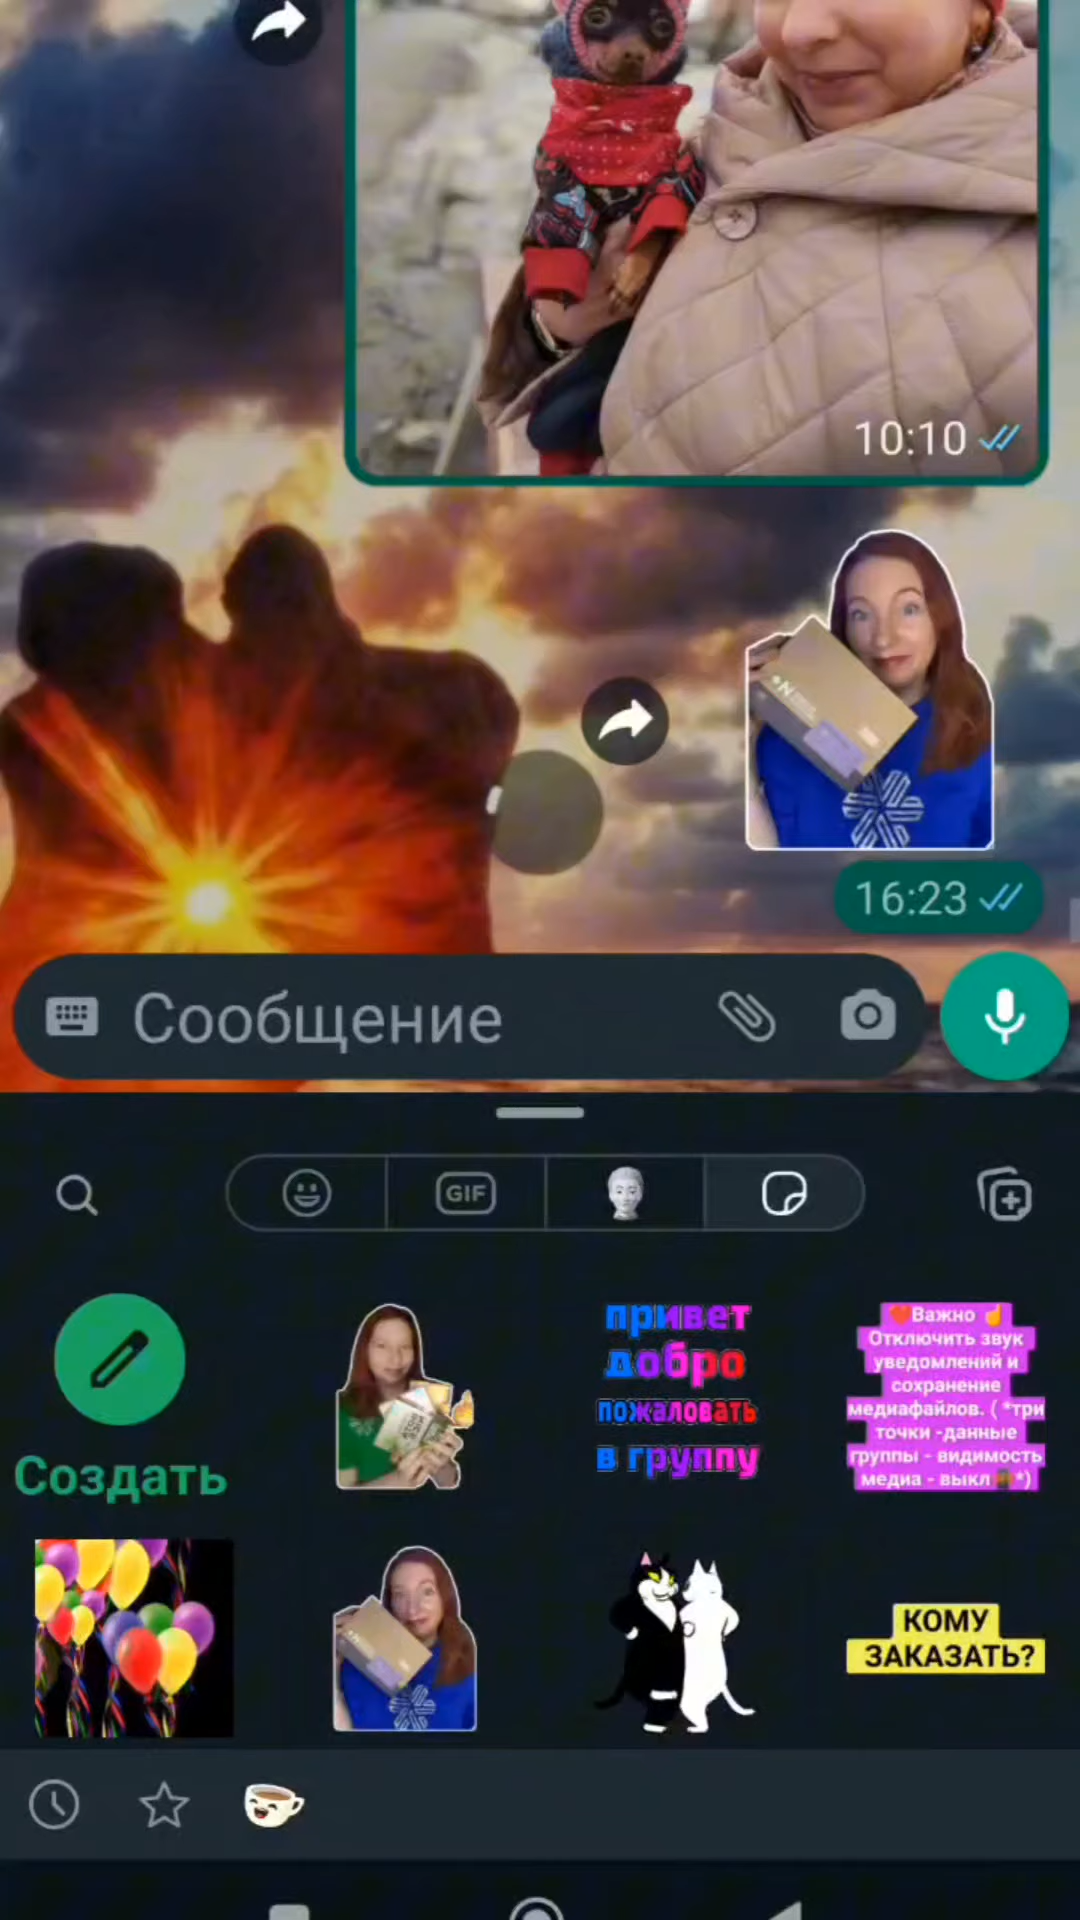 10:10
16:23
Сообщение
GIF
Создать
привет
добро
пожаловать
в группу
Важно
Отключить звук
уведомлений и
сохранение
медиафайлов. ( *три
точки -данные
группы - видимость
медиа - выкл *)
КОМУ
ЗАКАЗАТЬ?